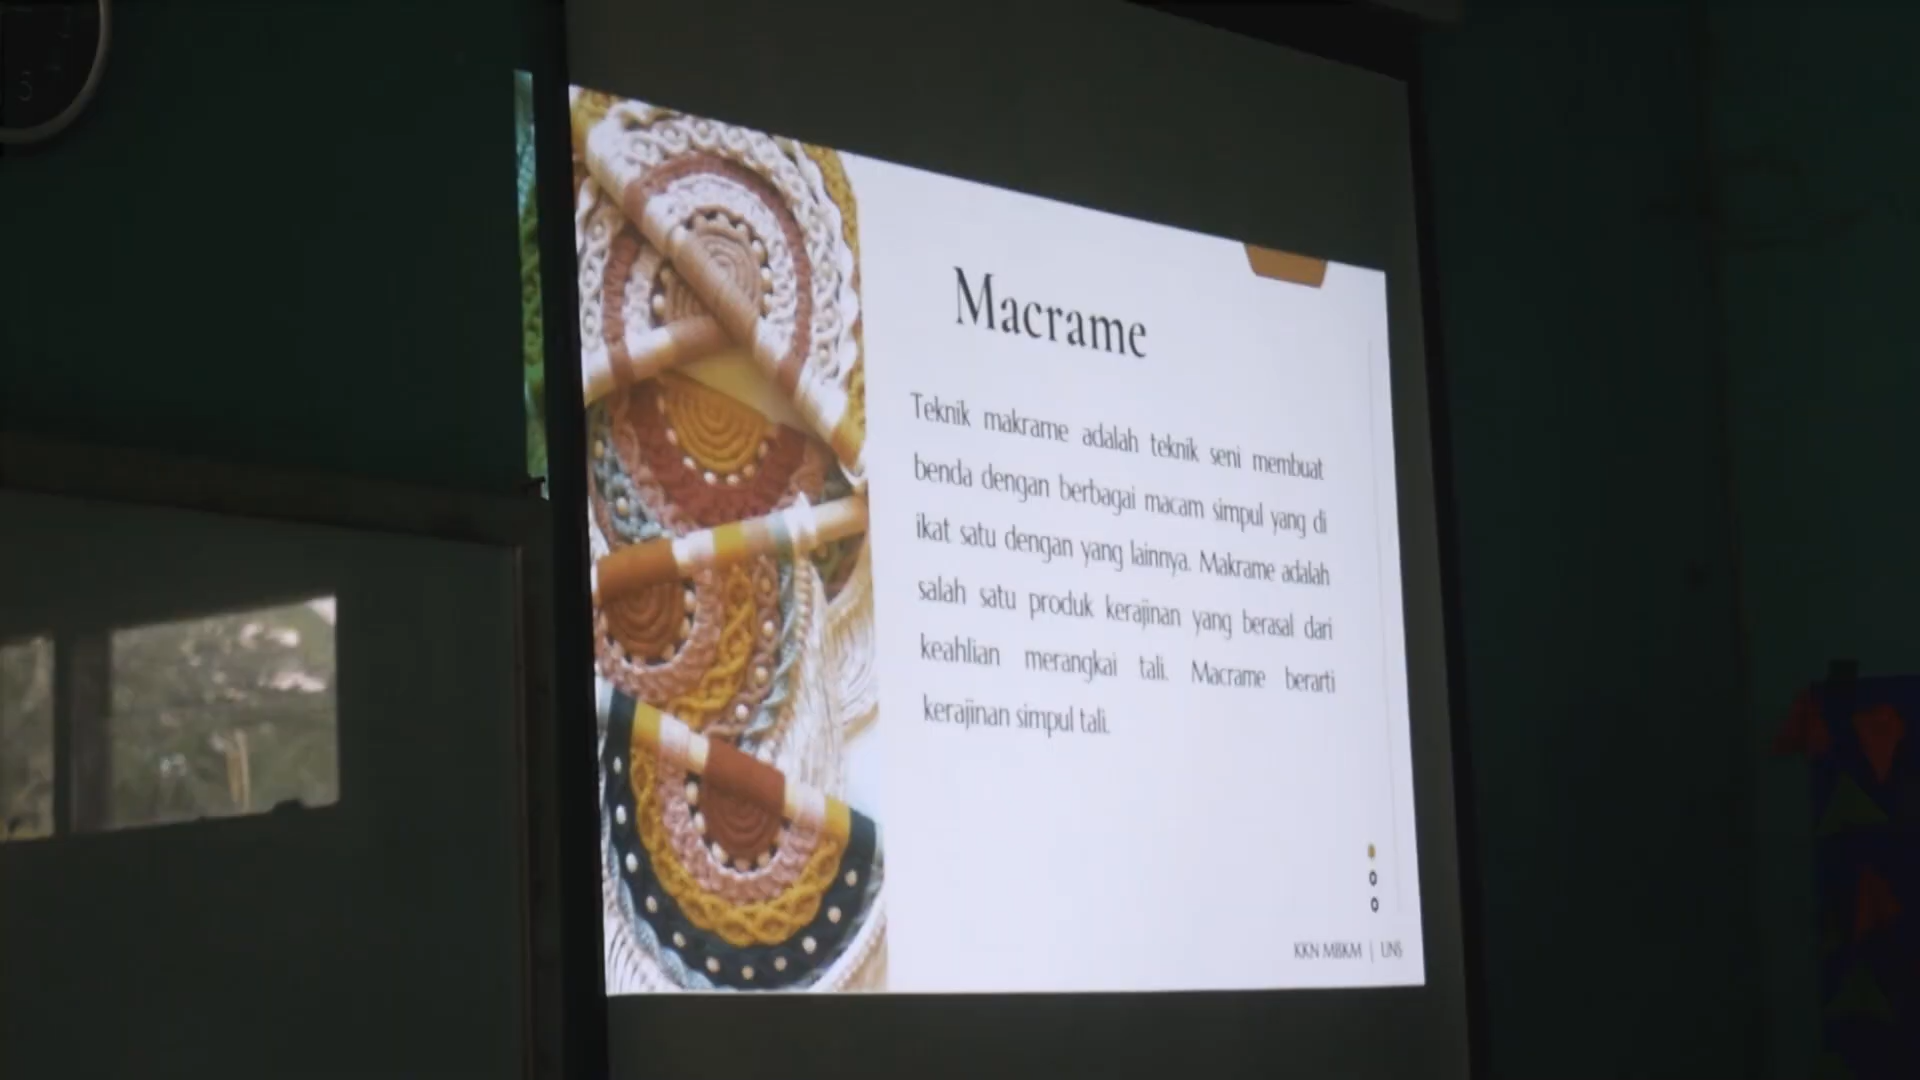 3
Macrame
Teknik makrame adalah teknik seni membuat
benda dengan berbagai macam simpul yang di
ikat satu dengan yang lainnya. Makrame adalah
salah satu produk kerajinan yang berasal dari
keahlian merangkai tali. Macrame berarti
kerajinan simpul tali.
KKN MBKM | UNS